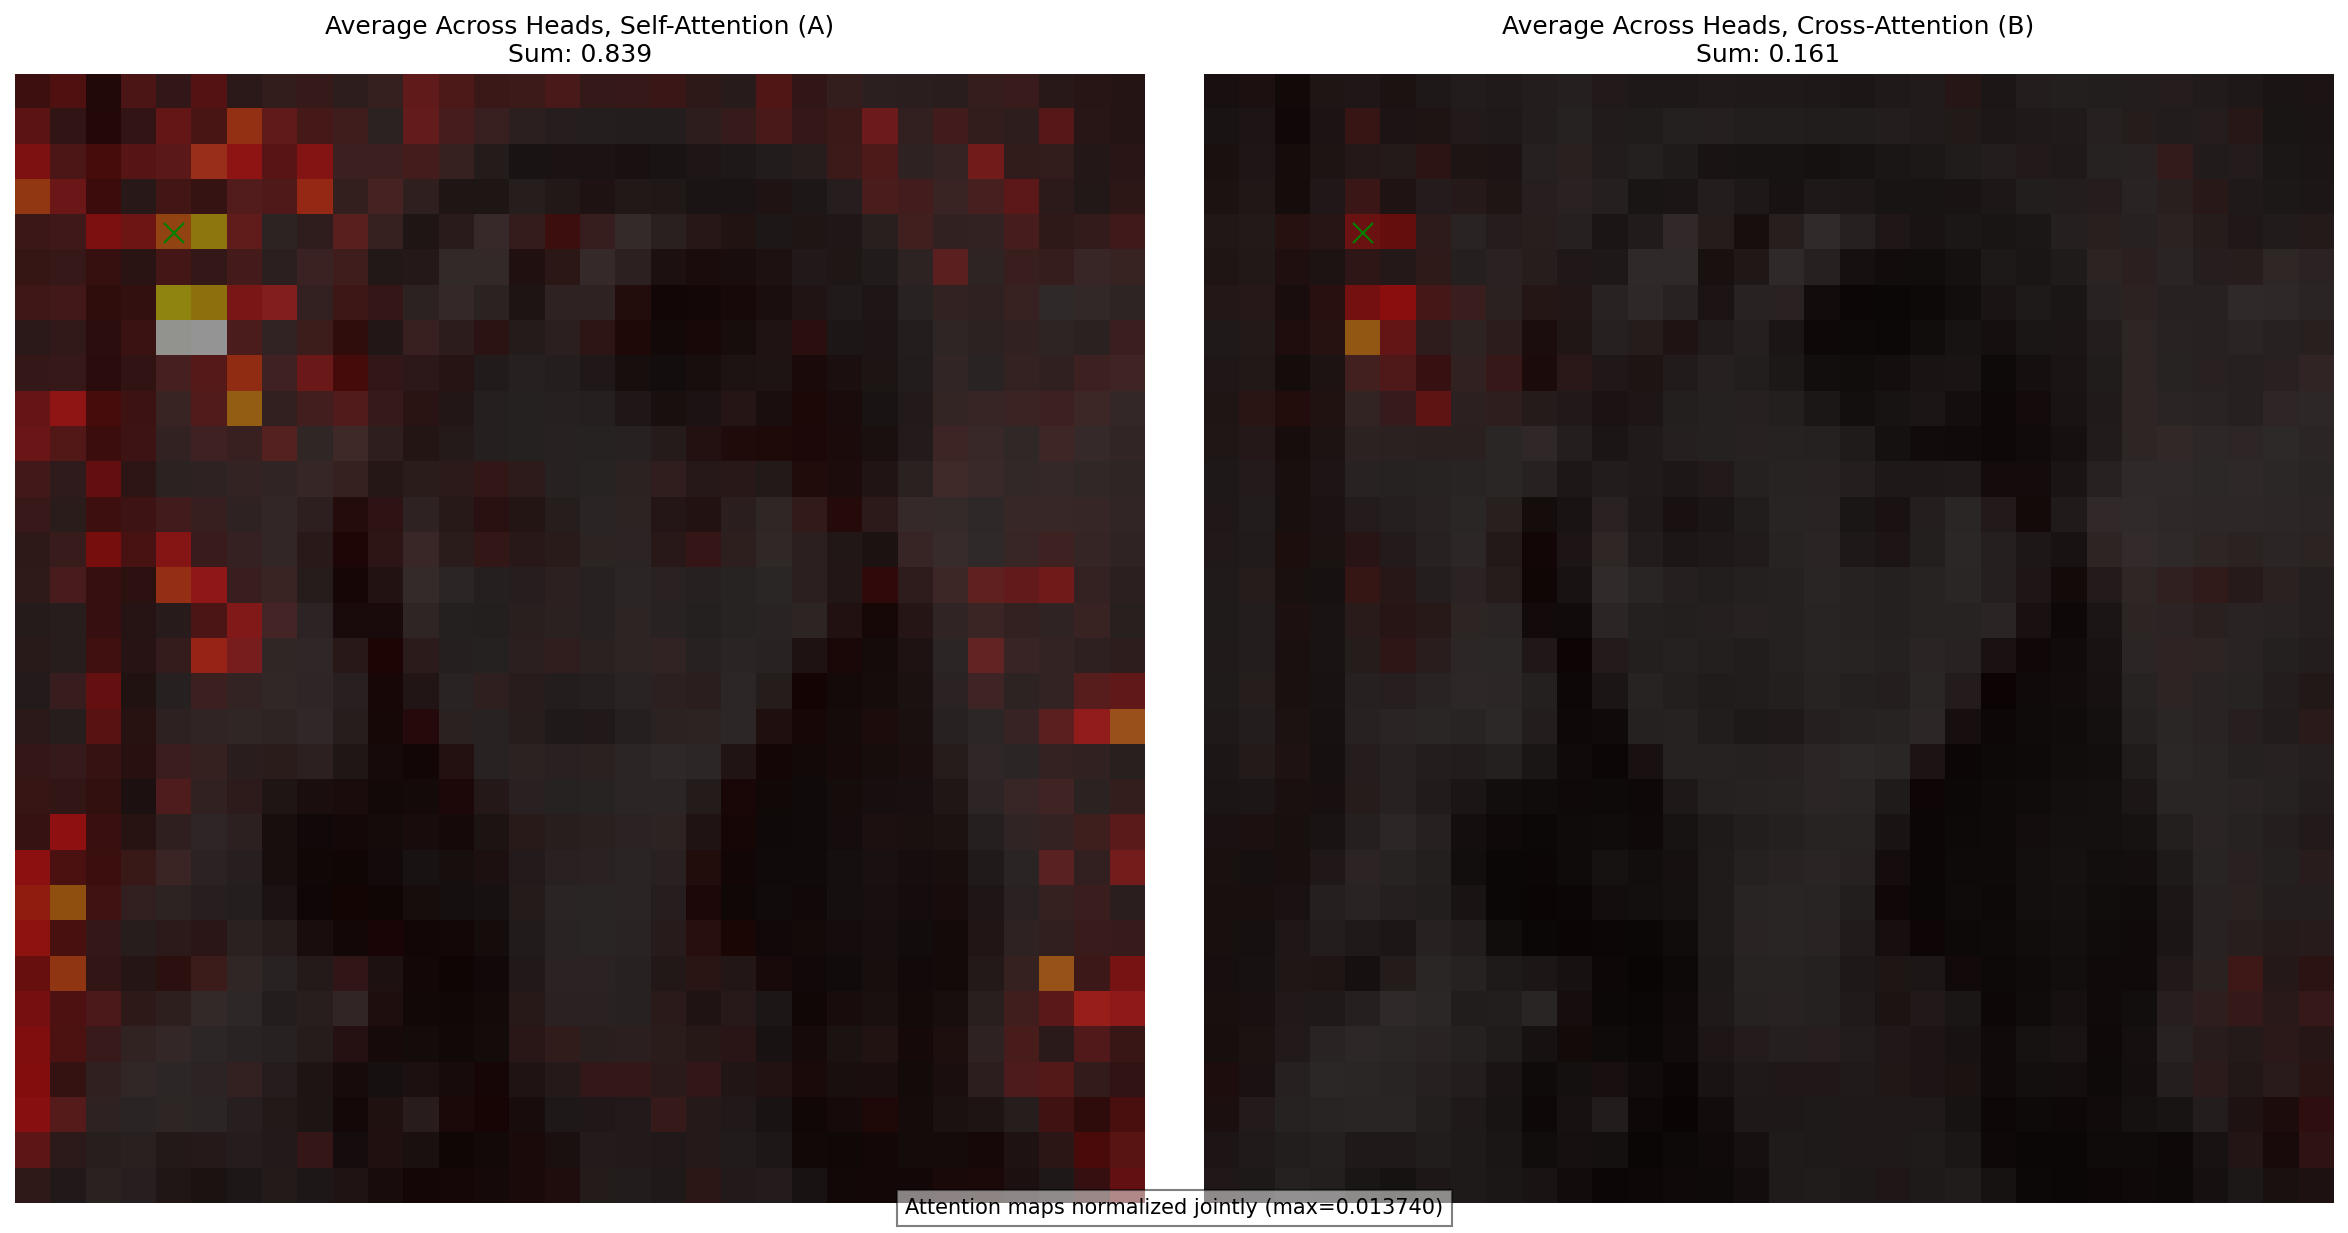 Average Across Heads, Self-Attention (A)
Sum: 0.839
Average Across Heads, Cross-Attention (B)
Sum: 0.161
Attention maps normalized jointly (max=0.013740)